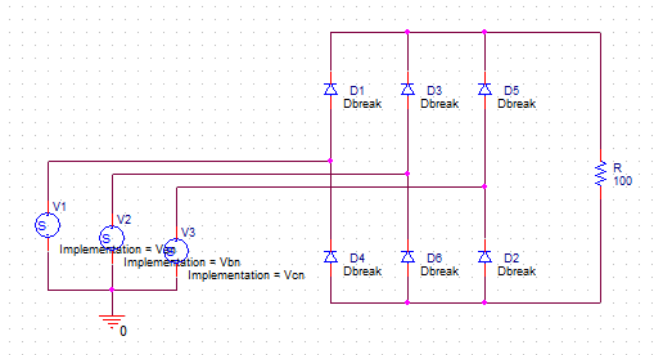 D1
Dbreak
D3
Dbreak
D5
Dbreak
R
100
V1
S
V2
S
V3
S
Implementation = Van
Implementation = Vbn
Implementation = Vcn
D4
Dbreak
D6
Dbreak
D2
Dbreak
0